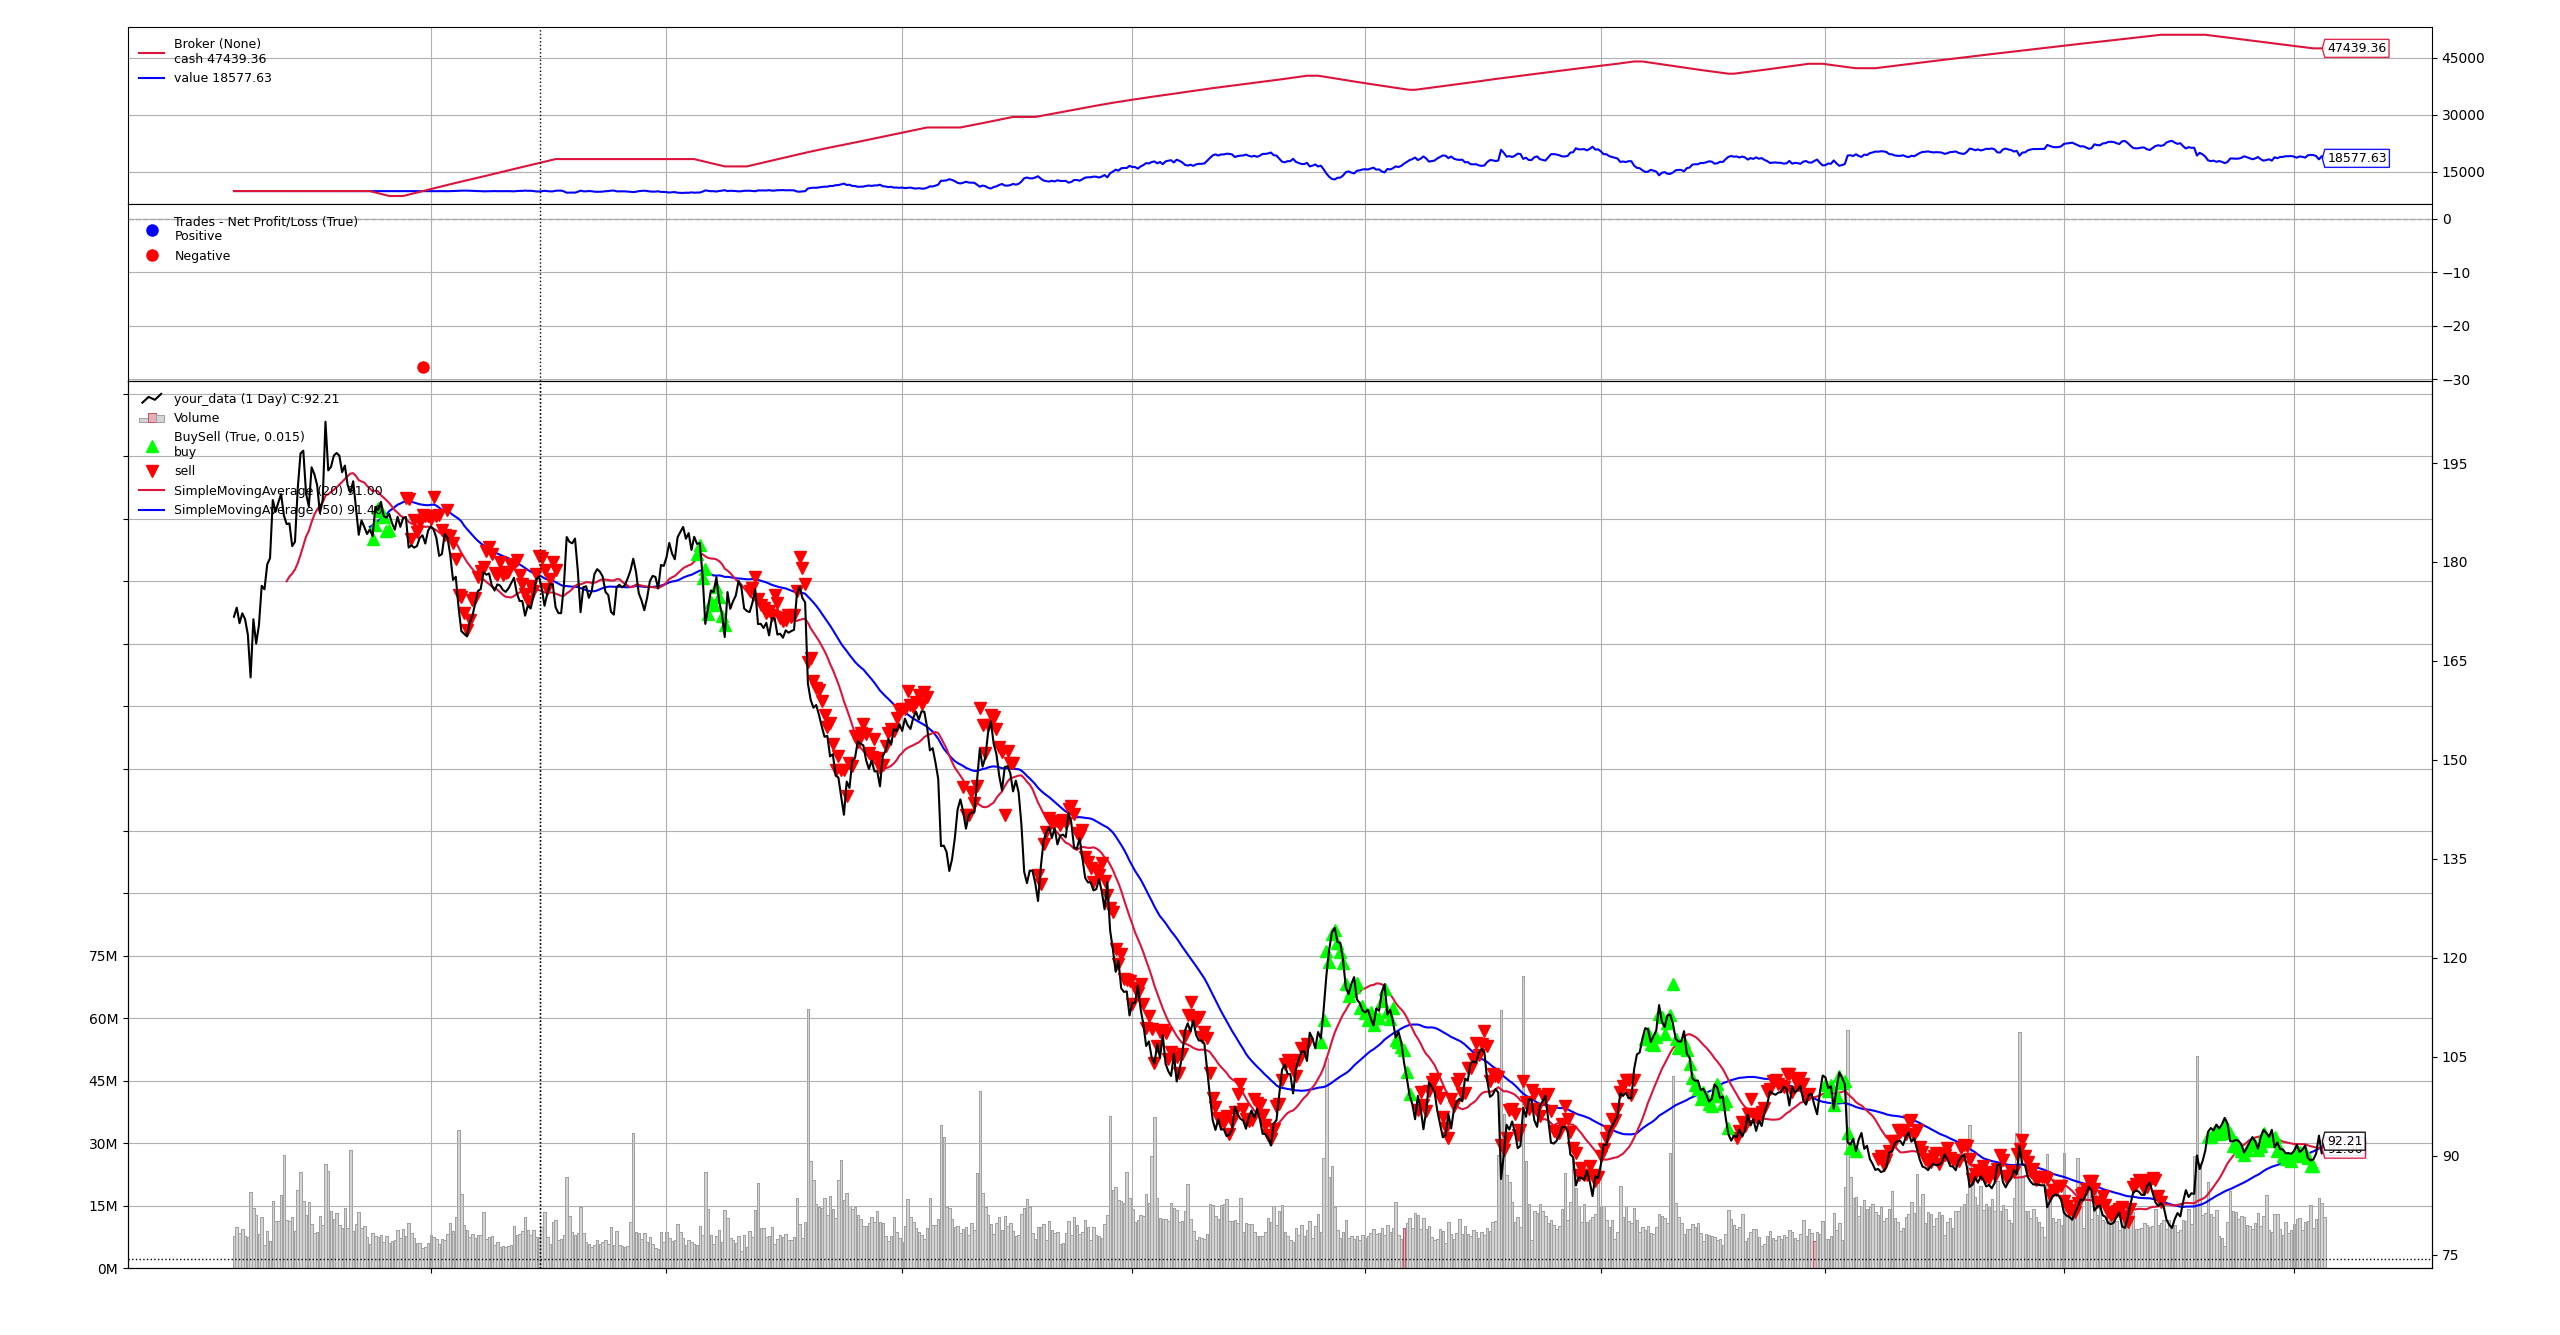 Broker (None)
cash 47439.36
value 18577.63
47439.36
18577.63
45000
30000
15000
Trades - Net Profit/Loss (True)
Positive
Negative
0
−10
−20
−30
your_data (1 Day) C:92.21
Volume
BuySell (True, 0.015)
buy
sell
SimpleMovingAverage (20) 91.00
SimpleMovingAverage (50) 91.4
195
180
165
150
135
120
105
90
75
92.21
75M
60M
45M
30M
15M
0M